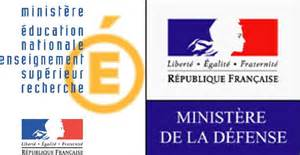 ministère
éducation
nationale
enseignement
supérieur
recherche
é
Liberté • Égalité • Fraternité
RÉPUBLIQUE FRANÇAISE
Liberté • Égalité • Fraternité
RÉPUBLIQUE FRANÇAISE
MINISTÈRE
DE LA DÉFENSE